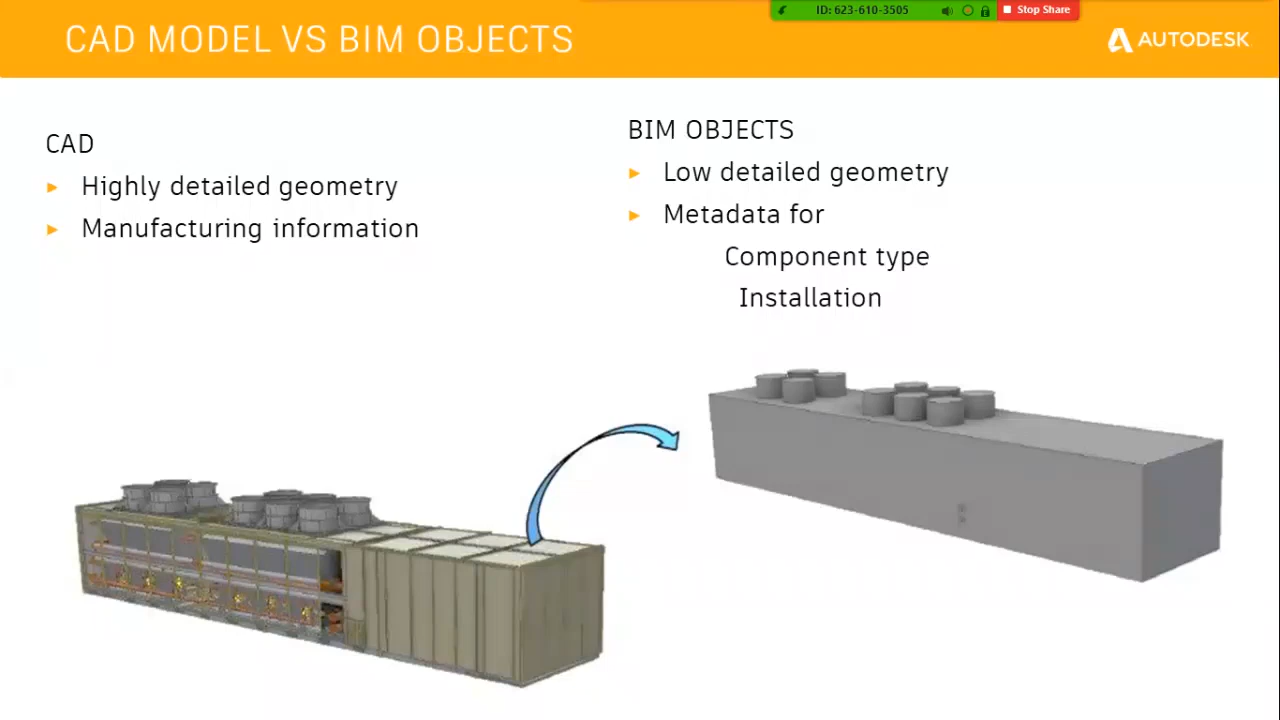 ID: 623-610-3505
Stop Share
CAD MODEL VS BIM OBJECTS
AUTODESK
CAD
Highly detailed geometry
Manufacturing information
BIM OBJECTS
Low detailed geometry
Metadata for
Component type
Installation